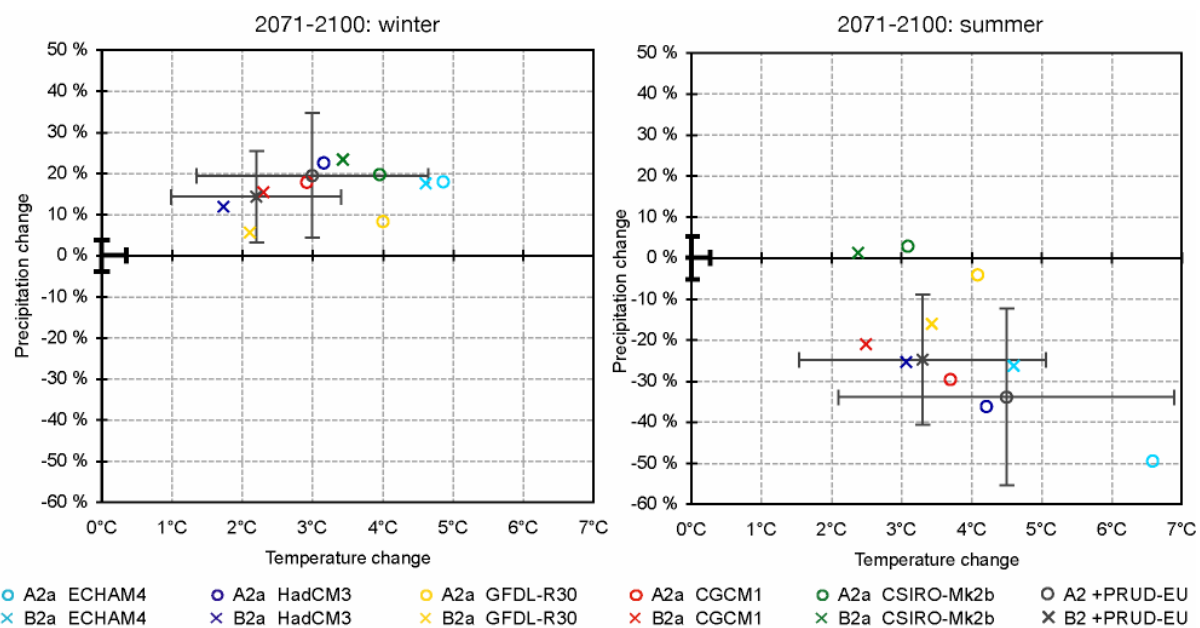 2071-2100: winter
50 %
40 %
30 %
20 %
10 %
0 %
-10 %
-20 %
-30 %
-40 %
-50 %
-60 %
Precipitation change
0°C 1°C 2°C 3°C 4°C 5°C 6°C 7°C
Temperature change
2071-2100: summer
50 %
40 %
30 %
20 %
10 %
0 %
-10 %
-20 %
-30 %
-40 %
-50 %
-60 %
Precipitation change
0°C 1°C 2°C 3°C 4°C 5°C 6°C 7°C
Temperature change
A2a ECHAM4 A2a HadCM3 A2a GFDL-R30 A2a CGCM1 A2a CSIRO-Mk2b A2 +PRUD-EU
B2a ECHAM4 B2a HadCM3 B2a GFDL-R30 B2a CGCM1 B2a CSIRO-Mk2b B2 +PRUD-EU